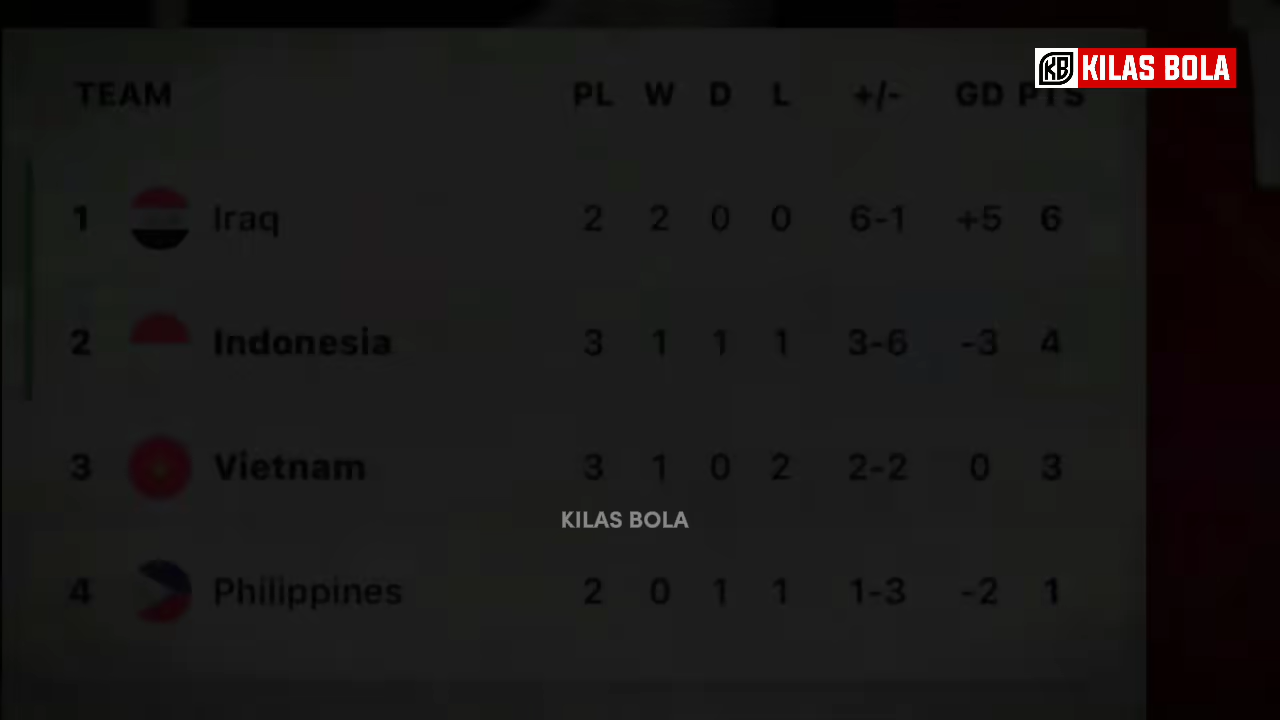 KB KILAS BOLA
TEAM PL W D L +/- GD PTS
1 Iraq 2 2 0 0 6-1 +5 6
2 Indonesia 3 1 1 1 3-6 -3 4
3 Vietnam 3 1 0 2 2-2 0 3
KILAS BOLA
4 Philippines 2 0 1 1 1-3 -2 1